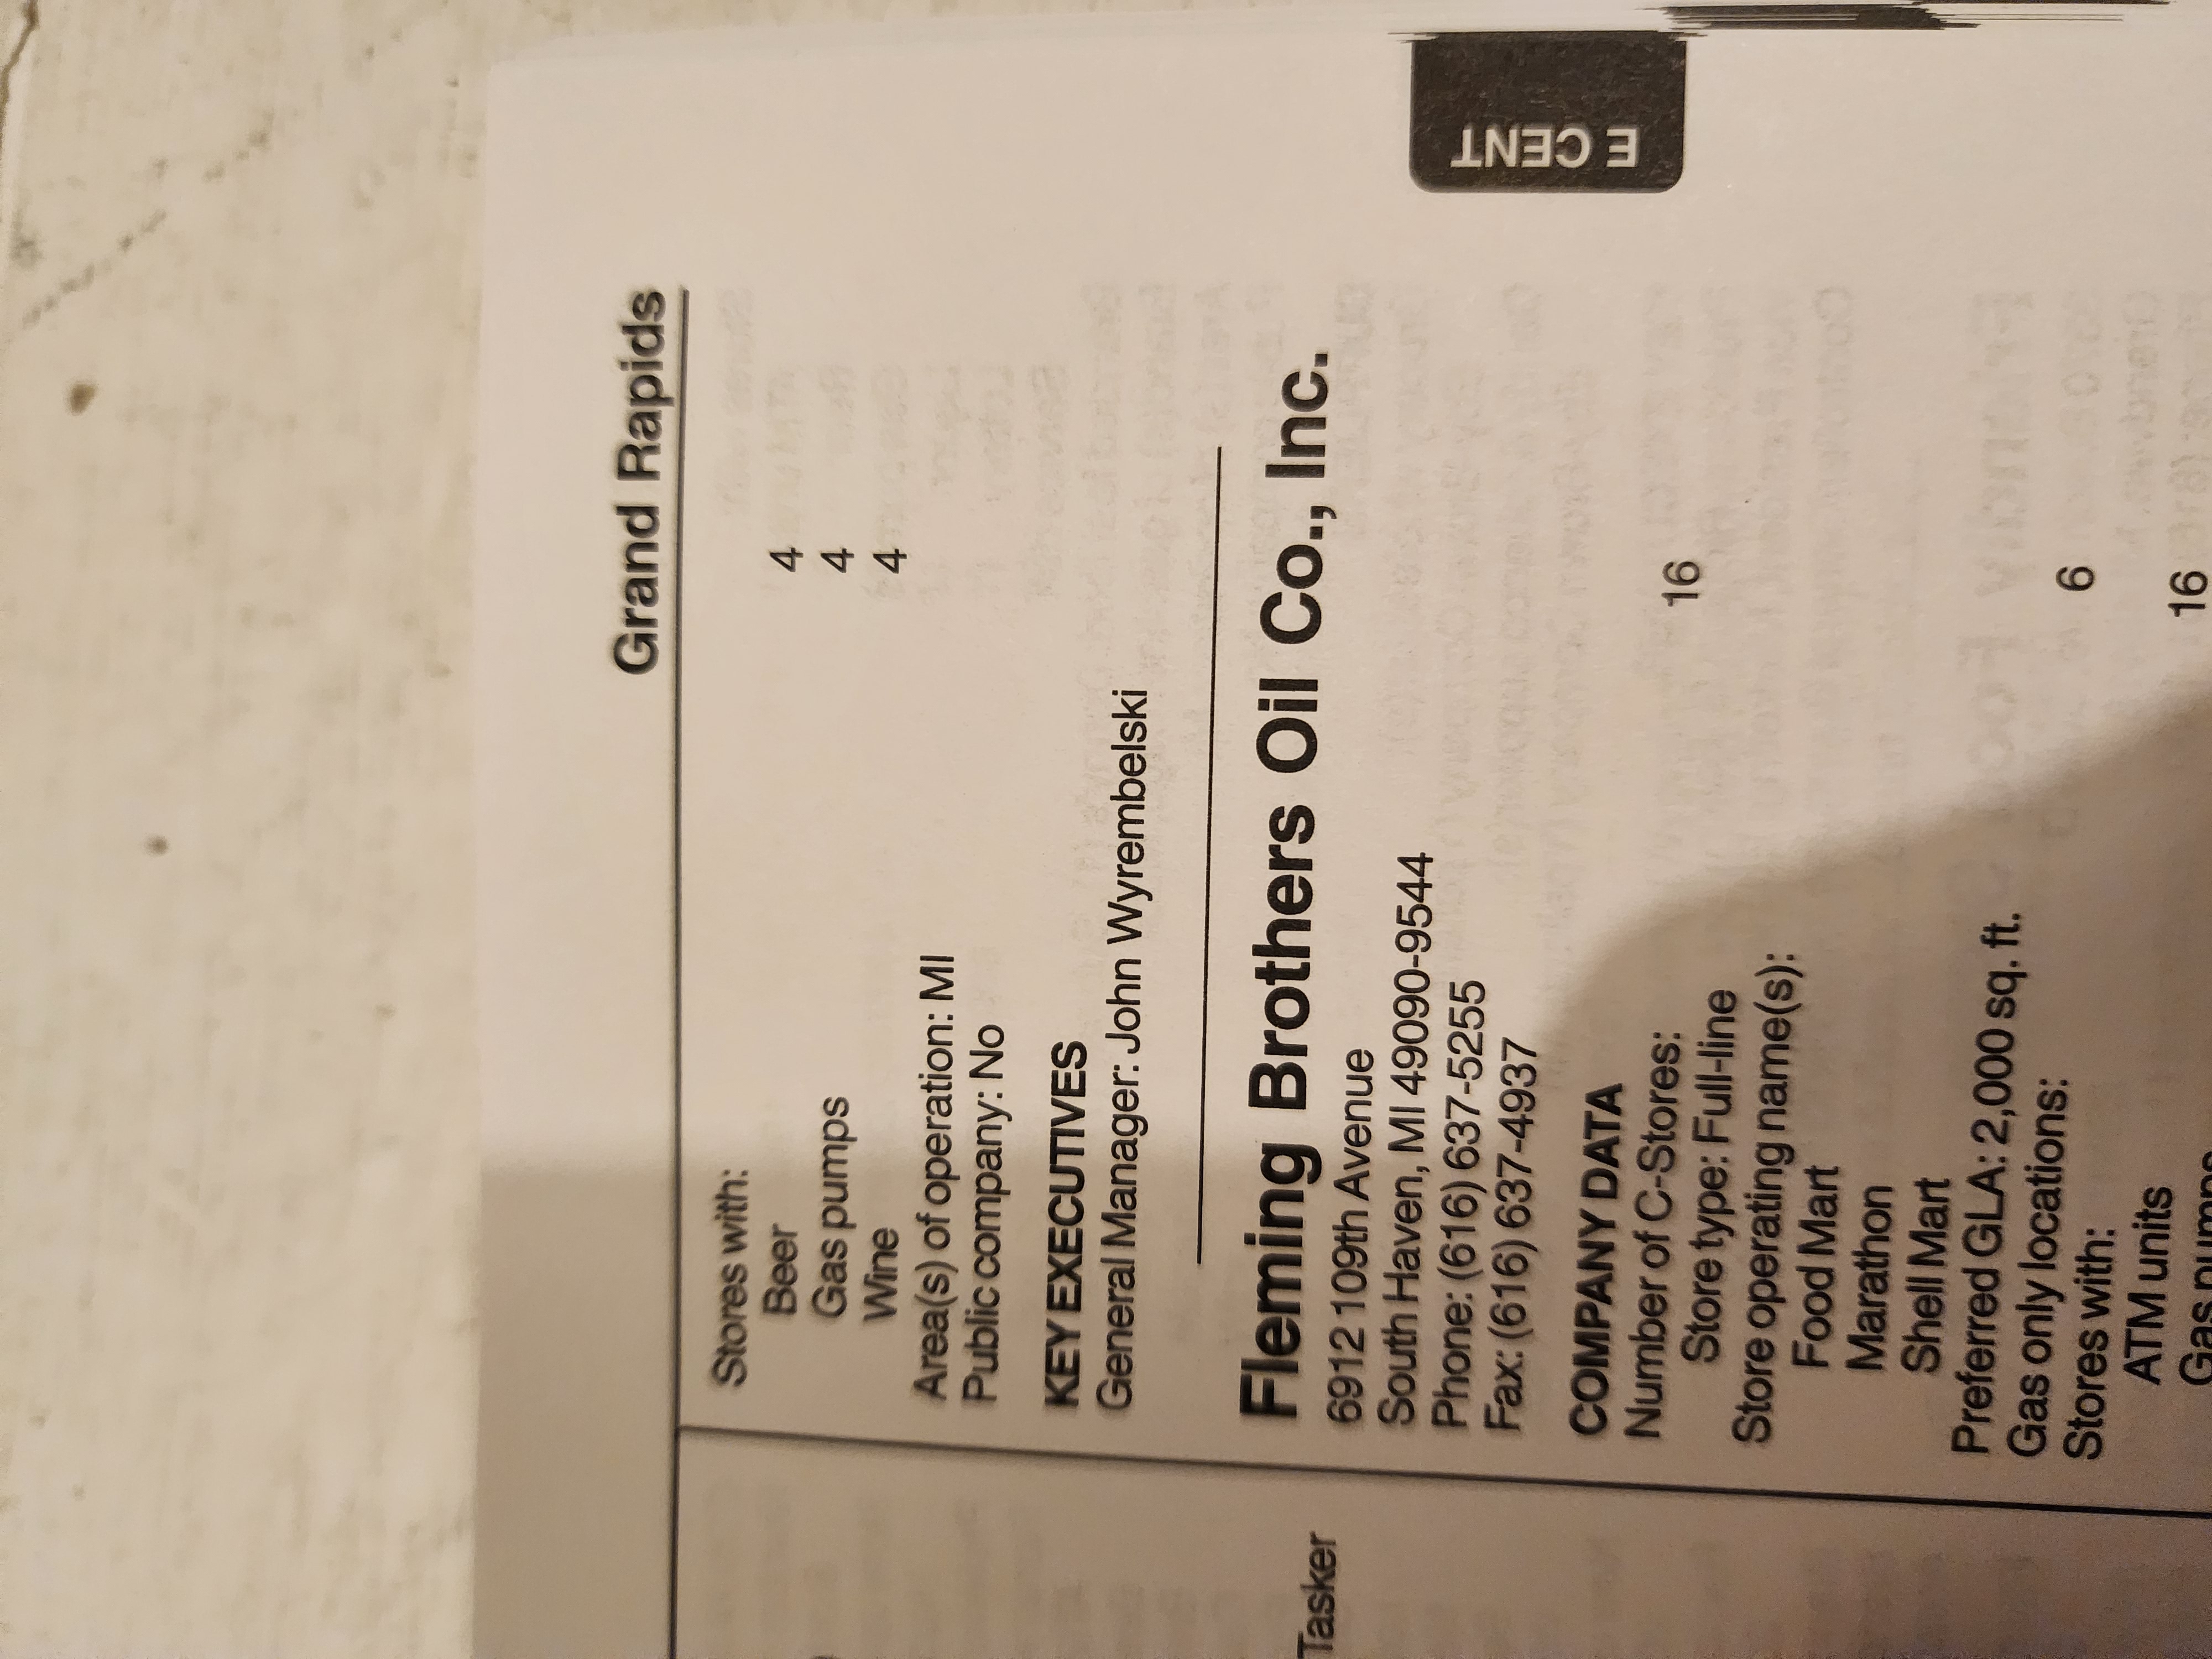 Grand Rapids
Stores with:
Beer 4
Gas pumps 4
Wine 4
Area(s) of operation: MI
Public company: No
KEY EXECUTIVES
General Manager: John Wyrembelski
Fleming Brothers Oil Co., Inc.
6912 109th Avenue
South Haven, MI 49090-9544
Phone: (616) 637-5255
Fax: (616) 637-4937
COMPANY DATA
Number of C-Stores: 16
Store type: Full-line
Store operating name(s):
Food Mart
Marathon
Shell Mart
Preferred GLA: 2,000 sq. ft.
Gas only locations: 6
Stores with:
ATM units 16
Gas pumps
Tasker
E CENT